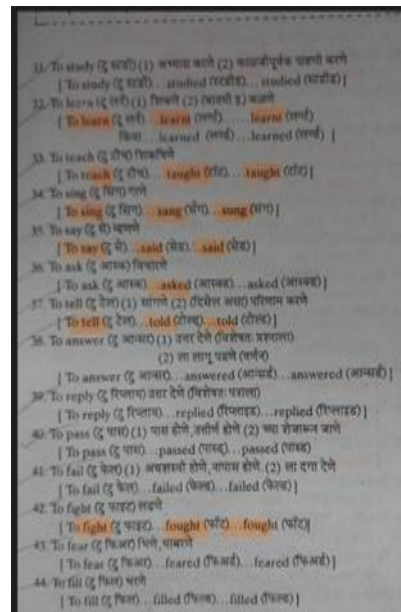 31. To study (टु स्टडी) (1) अभ्यास करणे (2) काळजीपूर्वक पाहणी करणे
[ To study (टु स्टडी)...studied (स्टडीड)...studied (स्टडीड)]
32. To learn (टु लर्न) (1) शिकणे (2) (बातमी इ) कळणे
[ To learn (टु लर्न) ...learnt (लर्न्ट)......learnt (लर्न्ट)
किंवा ...learned (लर्न्ड)...learned (लर्न्ड) ]
33. To teach (टु टीच) शिकविणे
[ To teach (टु टीच) ...taught (टॉट)...taught (टॉट)]
34. To sing (टु सिंग) गाणे
[ To sing (टु सिंग)...sang (सँग)...sung (संग)]
35. To say (टु से) म्हणणे
[ To say (टु से)...said (सेड)...said (सेड)]
36. To ask (टु आस्क) विचारणे
[ To ask (टु आस्क)...asked (आस्क्ड)...asked (आस्क्ड)]
37. To tell (टु टेल) (1) सांगणे (2) परिणाम करणे
[ To tell (टु टेल)...told (टोल्ड)...told (टोल्ड)]
38. To answer (टु आन्सर) (1) उत्तर देणे (विशेषतः प्रश्नाला)
(2) ला लागू पडणे (वर्णन)
[ To answer (टु आन्सर)...answered (आन्सर्ड)...answered (आन्सर्ड)]
39. To reply (टु रिप्लाय) उत्तर देणे (विशेषतः पत्राला)
[ To reply (टु रिप्लाय)...replied (रिप्लाइड)...replied (रिप्लाइड)]
40. To pass (टु पास) (1) पास होणे, उत्तीर्ण होणे (2) च्या शेजारून जाणे
[ To pass (टु पास)...passed (पास्ड)...passed (पास्ड)
41. To fail (टु फेल) (1) अयशस्वी होणे, नापास होणे (2) ला दगा देणे
[ To fail (टु फेल)...failed (फेल्ड)...failed (फेल्ड)]
42. To fight (टु फाइट) लढणे
[ To fight (टु फाइट)...fought (फॉट)...fought (फॉट)]
43. To fear (टु फिअर) भिणे, घाबरणे
[ To fear (टु फिअर)...feared (फिअर्ड)...feared (फिअर्ड)]
44. To fill (टु फिल) भरणे
[ To fill (टु फिल)...filled (फिल्ड)...filled (फिल्ड)]